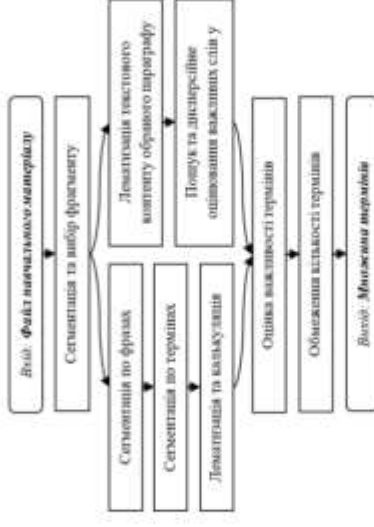 Вхід: Файл навчального матеріалу
Сегментація та вибір фрагменту
Сегментація по фразах
Сегментація по термінах
Лематизація та калькуляція
Лематизація текстового
контенту обраного параграфу
Пошук та дисперсійне
оцінювання важливих слів у
Оцінка важливості термінів
Обмеження кількості термінів
Вихід: Множина термінів